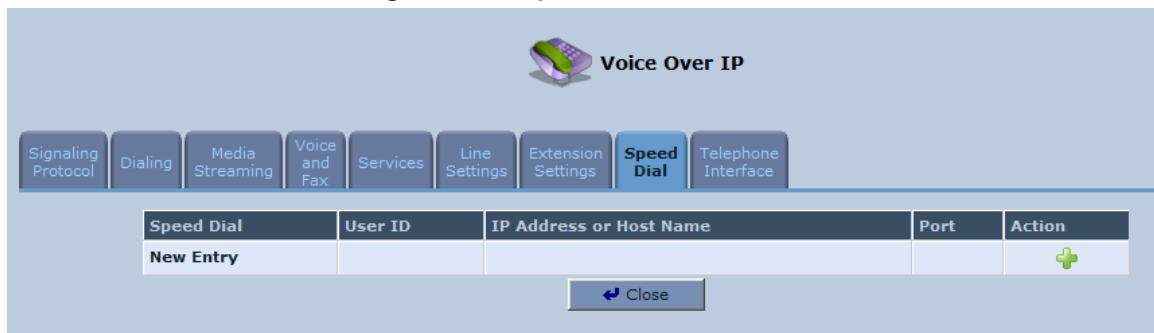 Voice Over IP
Signaling Protocol
Dialing
Media Streaming
Voice and Fax
Services
Line Settings
Extension Settings
Speed Dial
Telephone Interface
Speed Dial User ID IP Address or Host Name Port Action
New Entry
Close